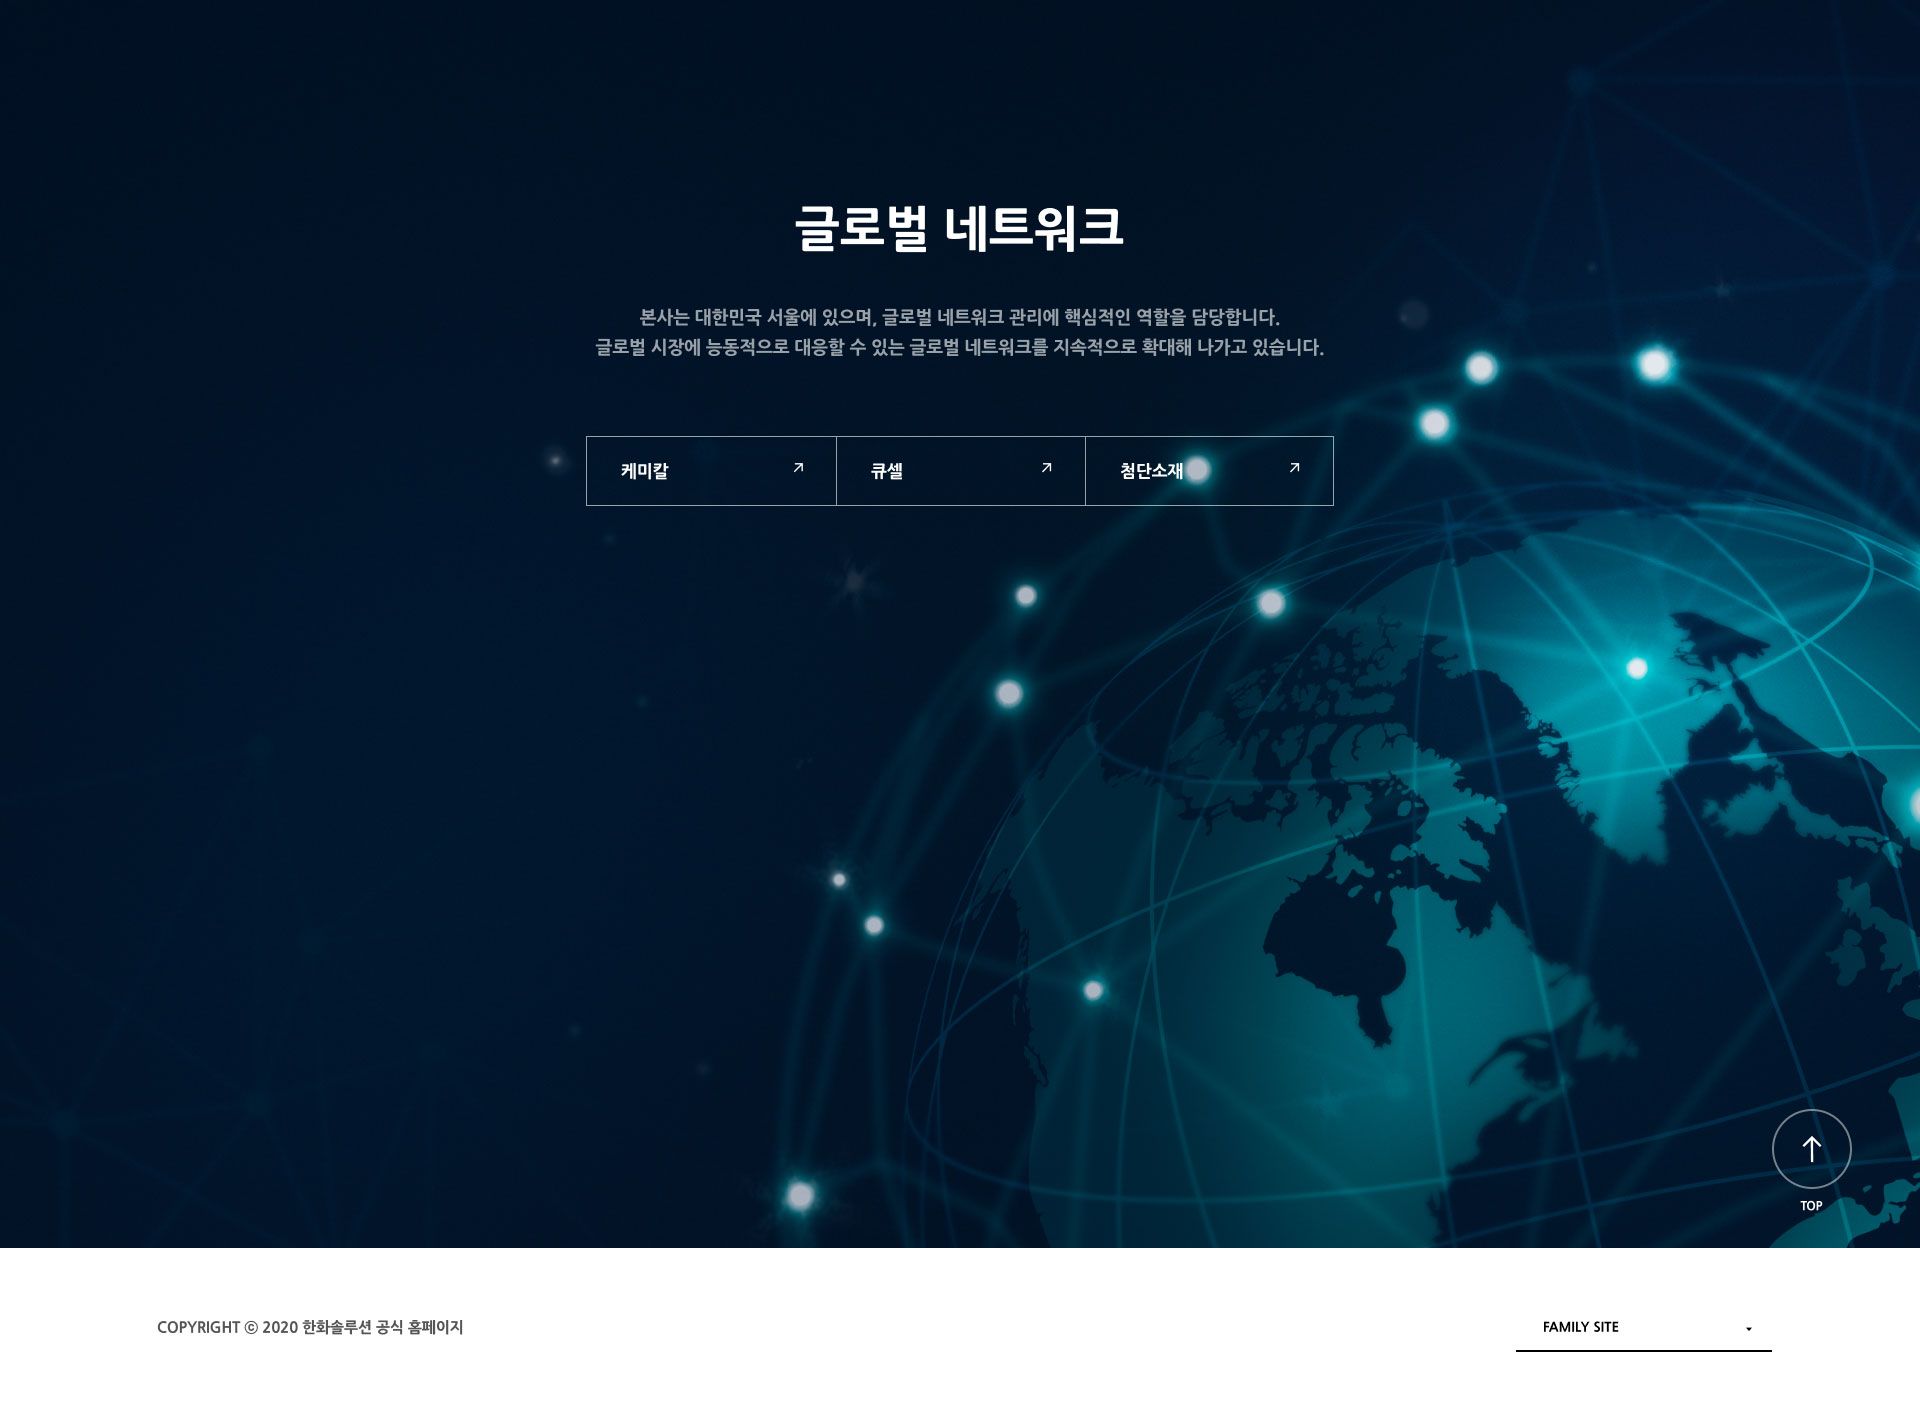 글로벌 네트워크
본사는 대한민국 서울에 있으며, 글로벌 네트워크 관리에 핵심적인 역할을 담당합니다.
글로벌 시장에 능동적으로 대응할 수 있는 글로벌 네트워크를 지속적으로 확대해 나가고 있습니다.
케미칼
큐셀
첨단소재
TOP
COPYRIGHT ⓒ 2020 한화솔루션 공식 홈페이지
FAMILY SITE